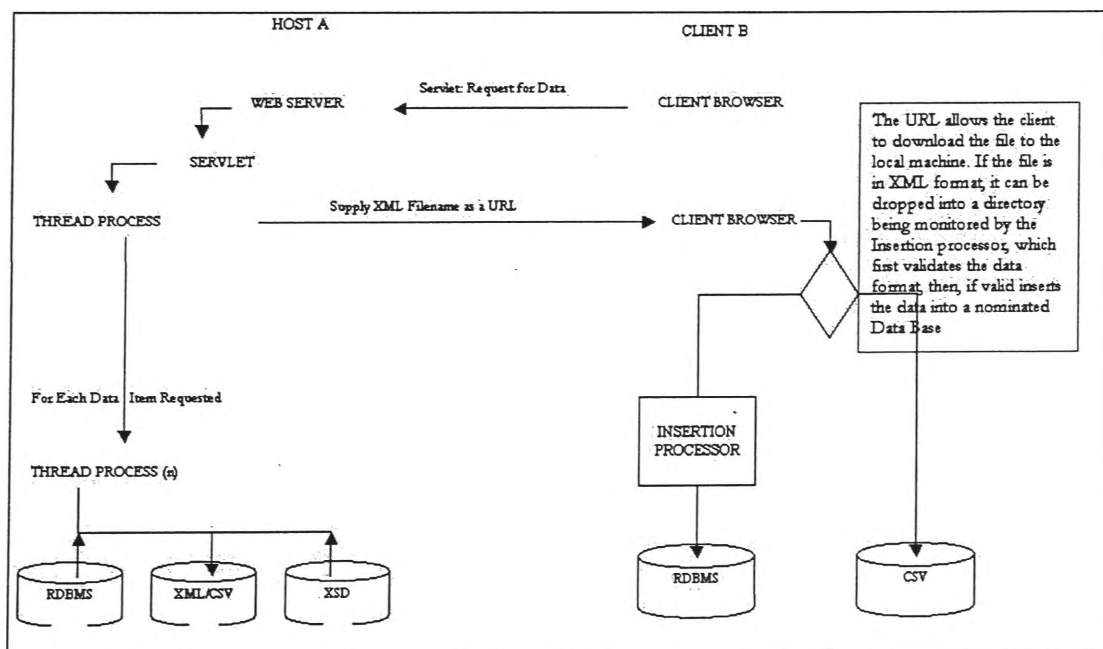 HOST A
CLIENT B
Servlet: Request for Data
WEB SERVER
CLIENT BROWSER
The URL allows the client
to download the file to the
local machine. If the file is
in XML format, it can be
dropped into a directory
being monitored by the
Insertion processor, which
first validates the data
format, then, if valid inserts
the data into a nominated
Data Base
SERVLET
Supply XML Filename as a URL
THREAD PROCESS
CLIENT BROWSER
For Each Data Item Requested
INSERTION
PROCESSOR
THREAD PROCESS (n)
RDBMS
XML/CSV
XSD
RDBMS
CSV